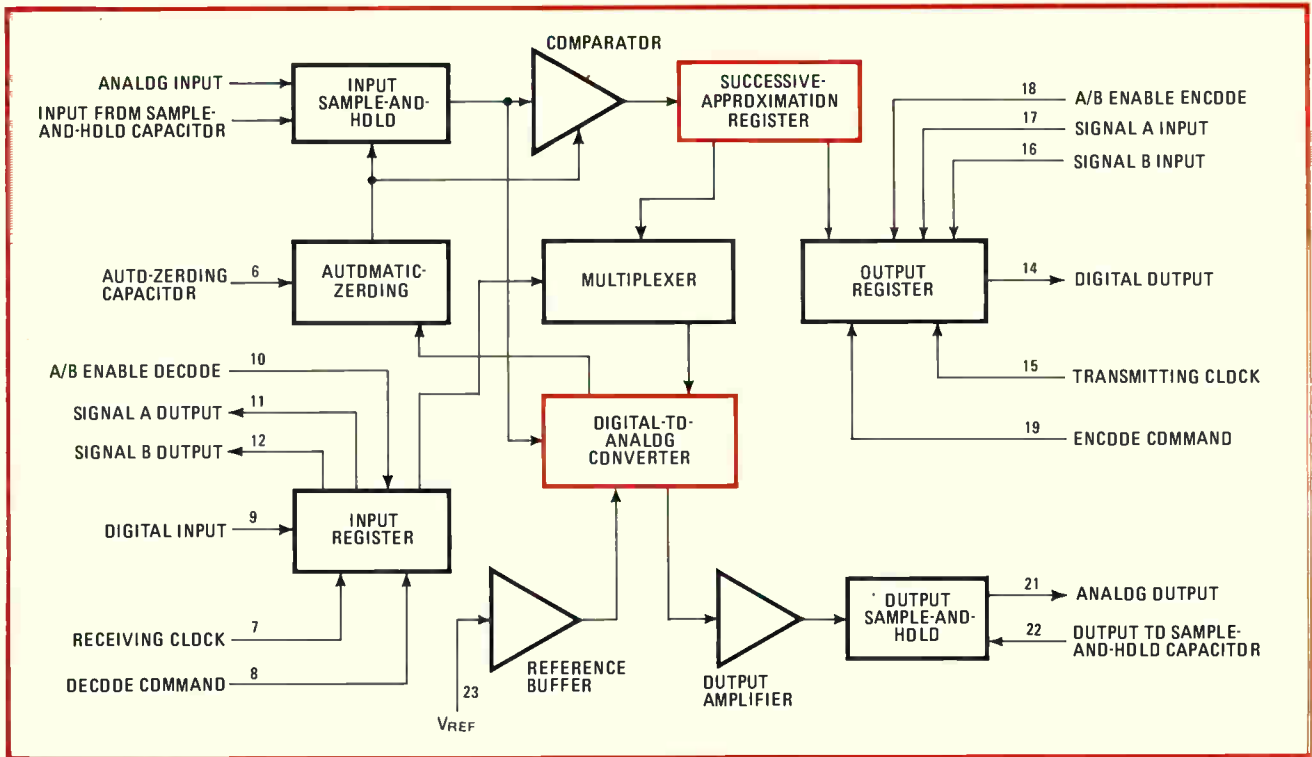 COMPARATOR
ANALOG INPUT
INPUT FROM SAMPLE-
AND-HOLD CAPACITOR
INPUT
SAMPLE-AND-
HOLD
SUCCESSIVE-
APPROXIMATION
REGISTER
18
A/B ENABLE ENCODE
17
SIGNAL A INPUT
16
SIGNAL B INPUT
AUTO-ZERDING
CAPACITOR
6
AUTOMATIC-
ZERDING
MULTIPLEXER
OUTPUT
REGISTER
14
DIGITAL OUTPUT
15
TRANSMITTING CLOCK
19
ENCODE COMMAND
A/B ENABLE DECODE
10
SIGNAL A OUTPUT
11
SIGNAL B OUTPUT
12
DIGITAL-TO-
ANALOG
CONVERTER
DIGITAL INPUT
9
INPUT
REGISTER
RECEIVING CLOCK
7
DECODE COMMAND
8
23
VREF
REFERENCE
BUFFER
OUTPUT
AMPLIFIER
OUTPUT
SAMPLE-AND-
HOLD
21
ANALOG OUTPUT
22
OUTPUT TO SAMPLE-
AND-HOLD CAPACITOR